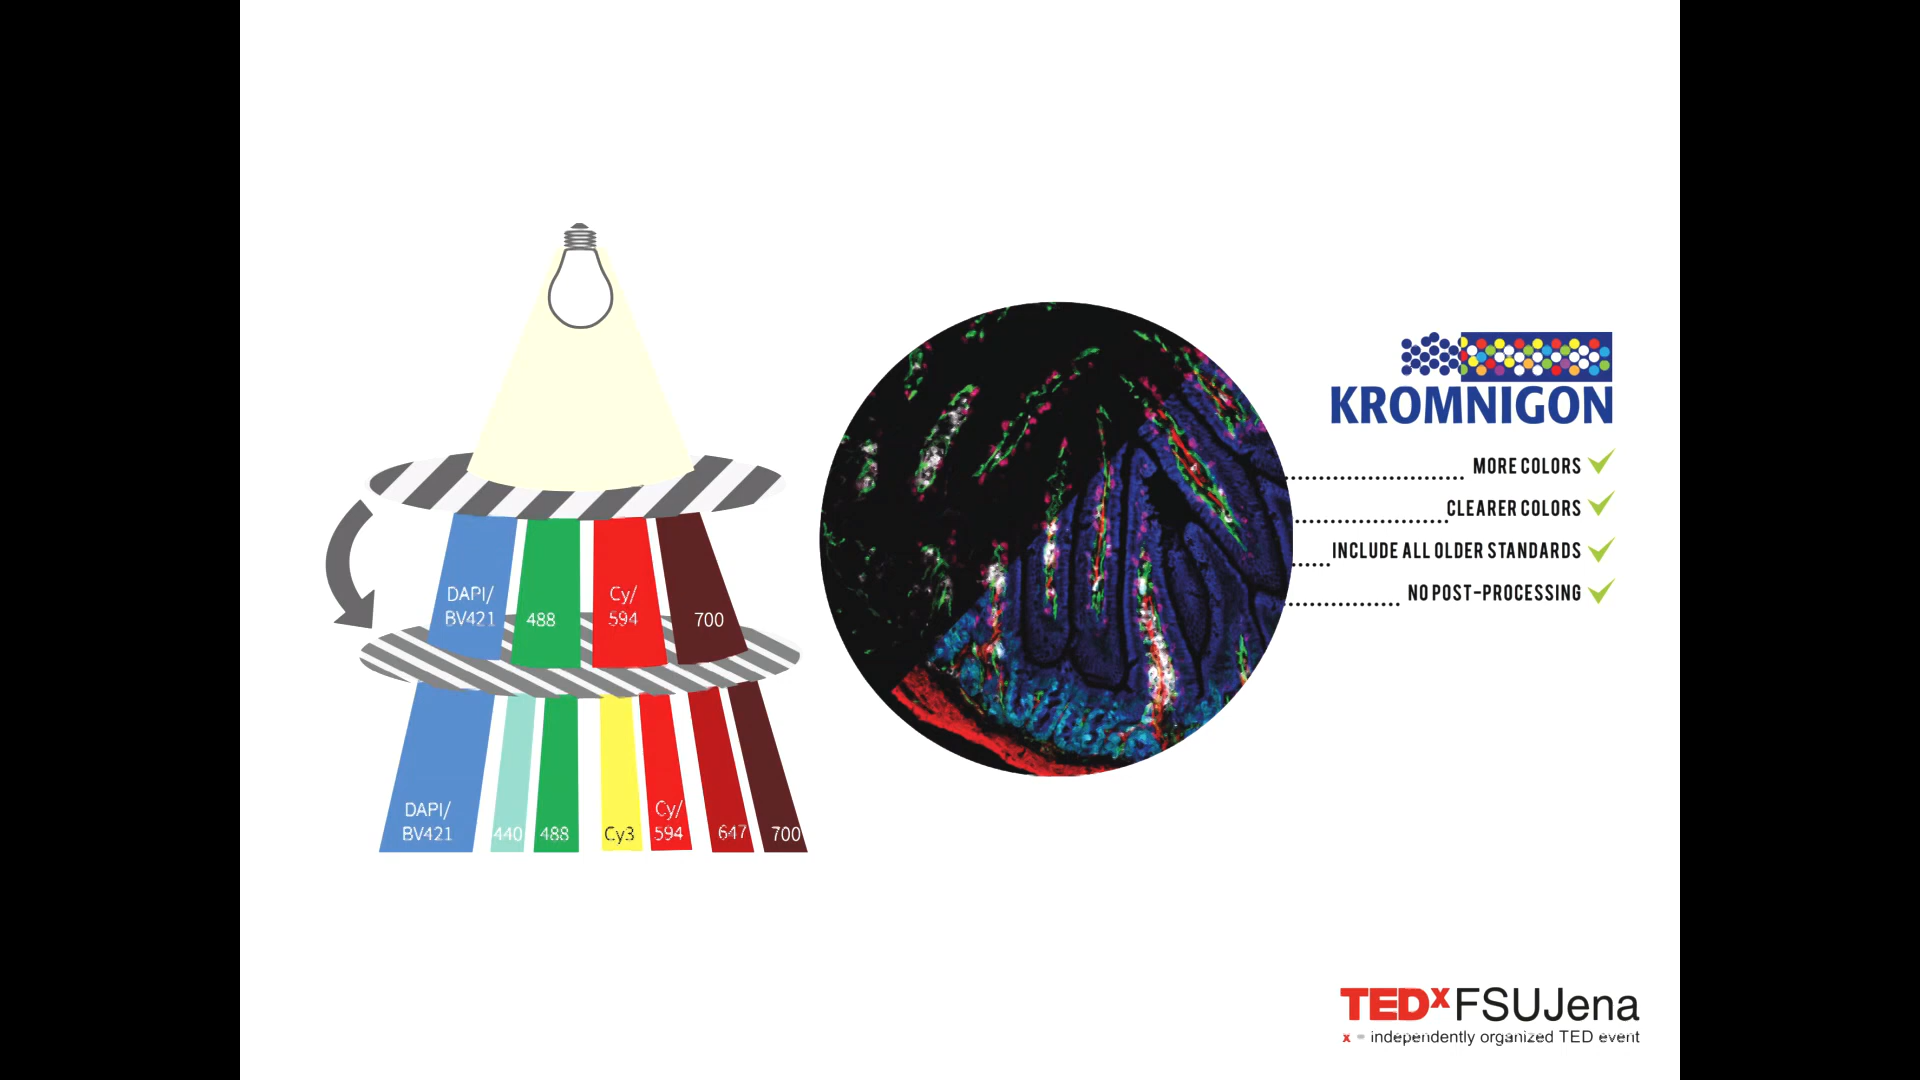 DAPI/
BV421
488
Cy/
594
700
DAPI/
BV421
440
488
Cy3
Cy/
594
647
700
KROMNIGON
MORE COLORS
CLEARER COLORS
INCLUDE ALL OLDER STANDARDS
NO POST-PROCESSING
TEDxFSUJena
x = independently organized TED event